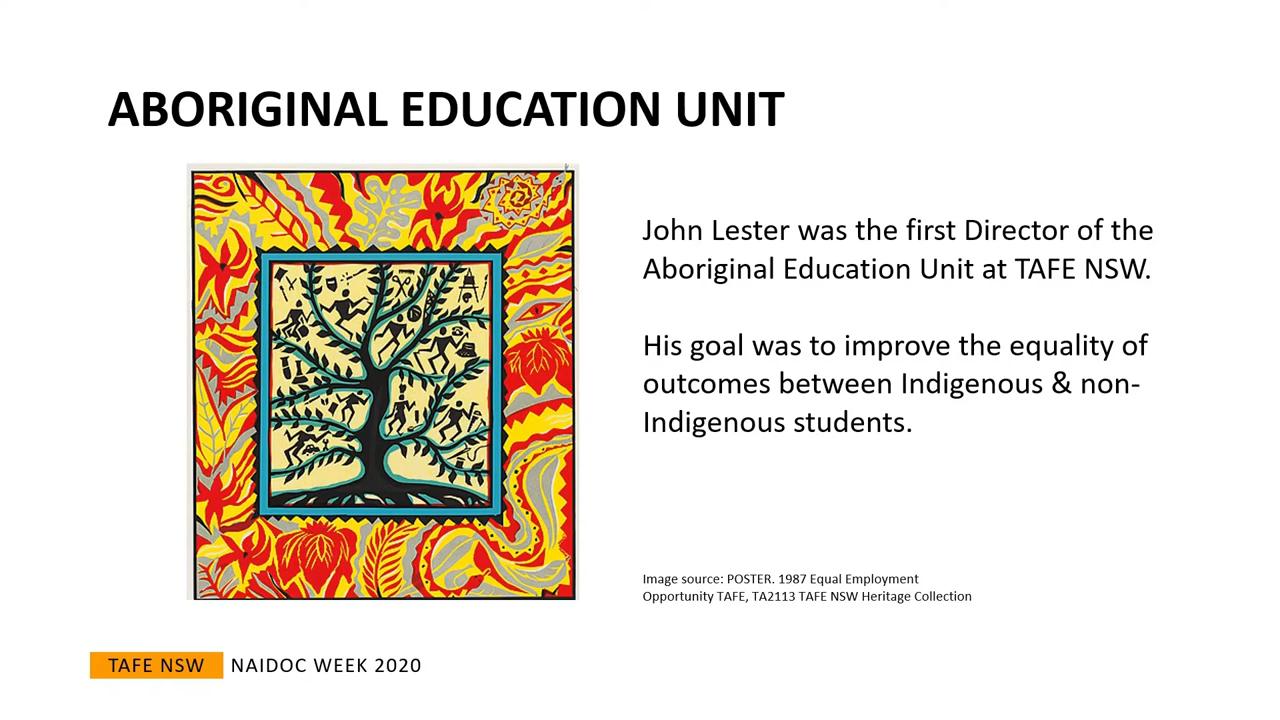 ABORIGINAL EDUCATION UNIT
John Lester was the first Director of the
Aboriginal Education Unit at TAFE NSW.
His goal was to improve the equality of
outcomes between Indigenous & non-
Indigenous students.
Image source: POSTER. 1987 Equal Employment
Opportunity TAFE, TA2113 TAFE NSW Heritage Collection
TAFE NSW NAIDOC WEEK 2020